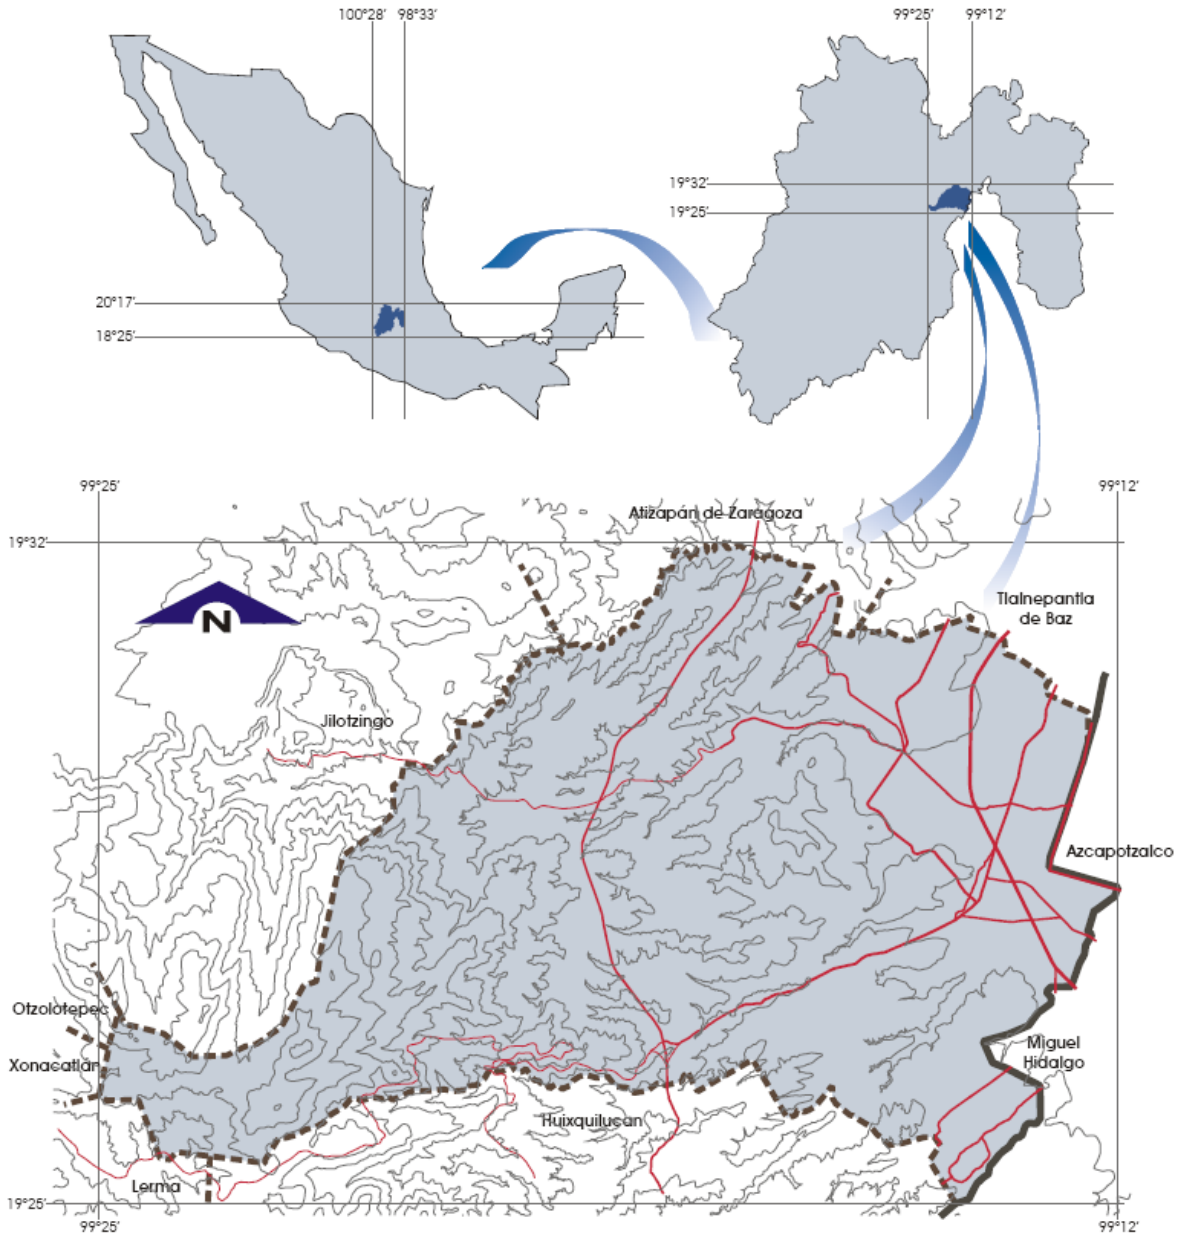 100°28' 98°33'
99°25' 99°12'
19°32'
19°25'
20°17'
18°25'
99°25'
99°12'
Atizapán de Zaragoza
19°32'
Tlalnepantla
de Baz
N
Jilotzingo
Azcapotzalco
Otzolotepec
Miguel
Hidalgo
Xonacatlán
Huixquilucan
Lerma
19°25'
99°25'
99°12'